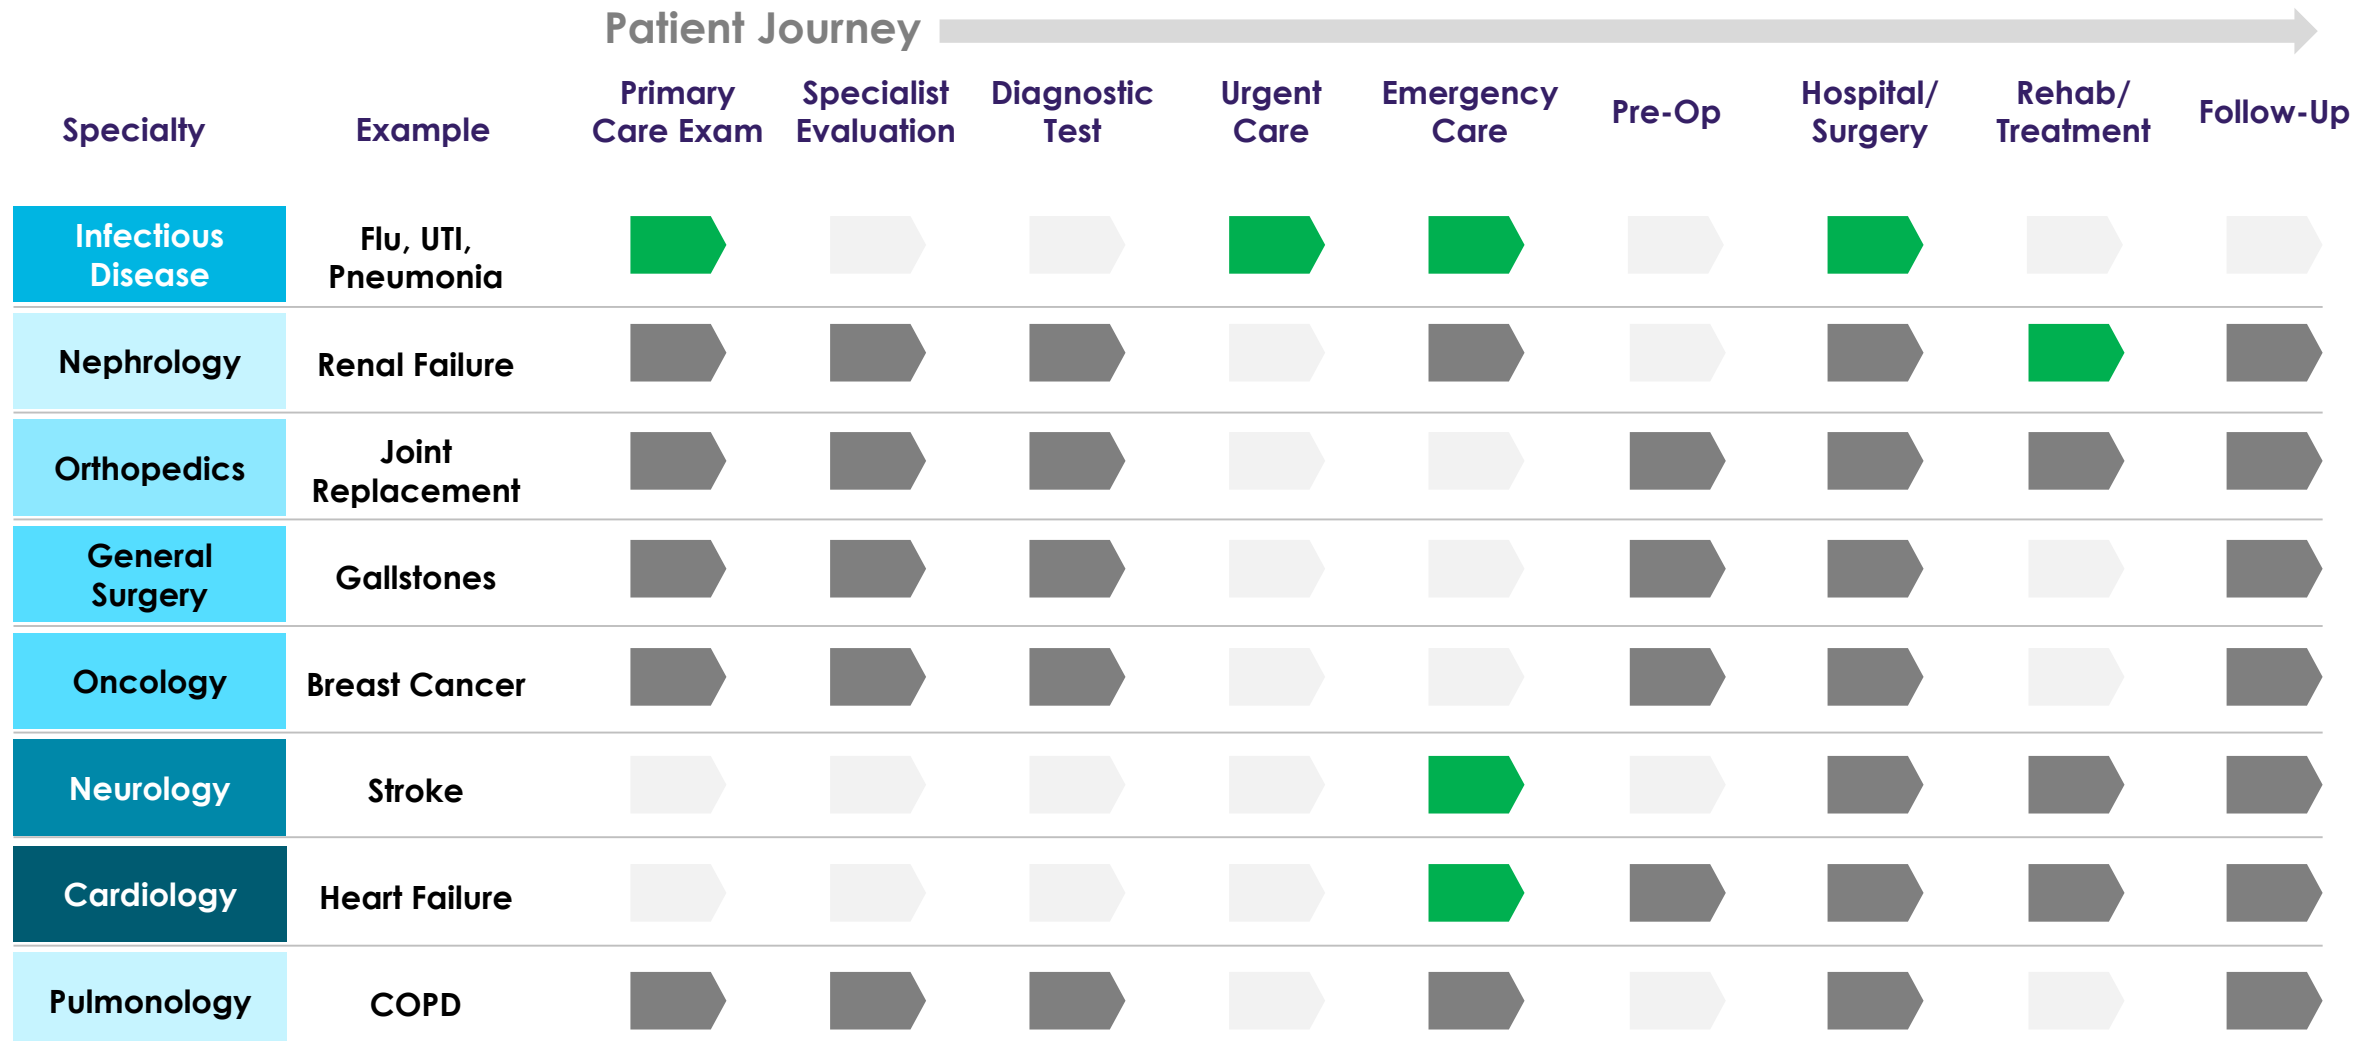 Patient Journey
Specialty
Example
Primary
Care Exam
Specialist
Evaluation
Diagnostic
Test
Urgent
Care
Emergency
Care
Pre-Op
Hospital/
Surgery
Rehab/
Treatment
Follow-Up
Infectious
Disease
Flu, UTI,
Pneumonia
Nephrology
Renal Failure
Orthopedics
Joint
Replacement
General
Surgery
Gallstones
Oncology
Breast Cancer
Neurology
Stroke
Cardiology
Heart Failure
Pulmonology
COPD